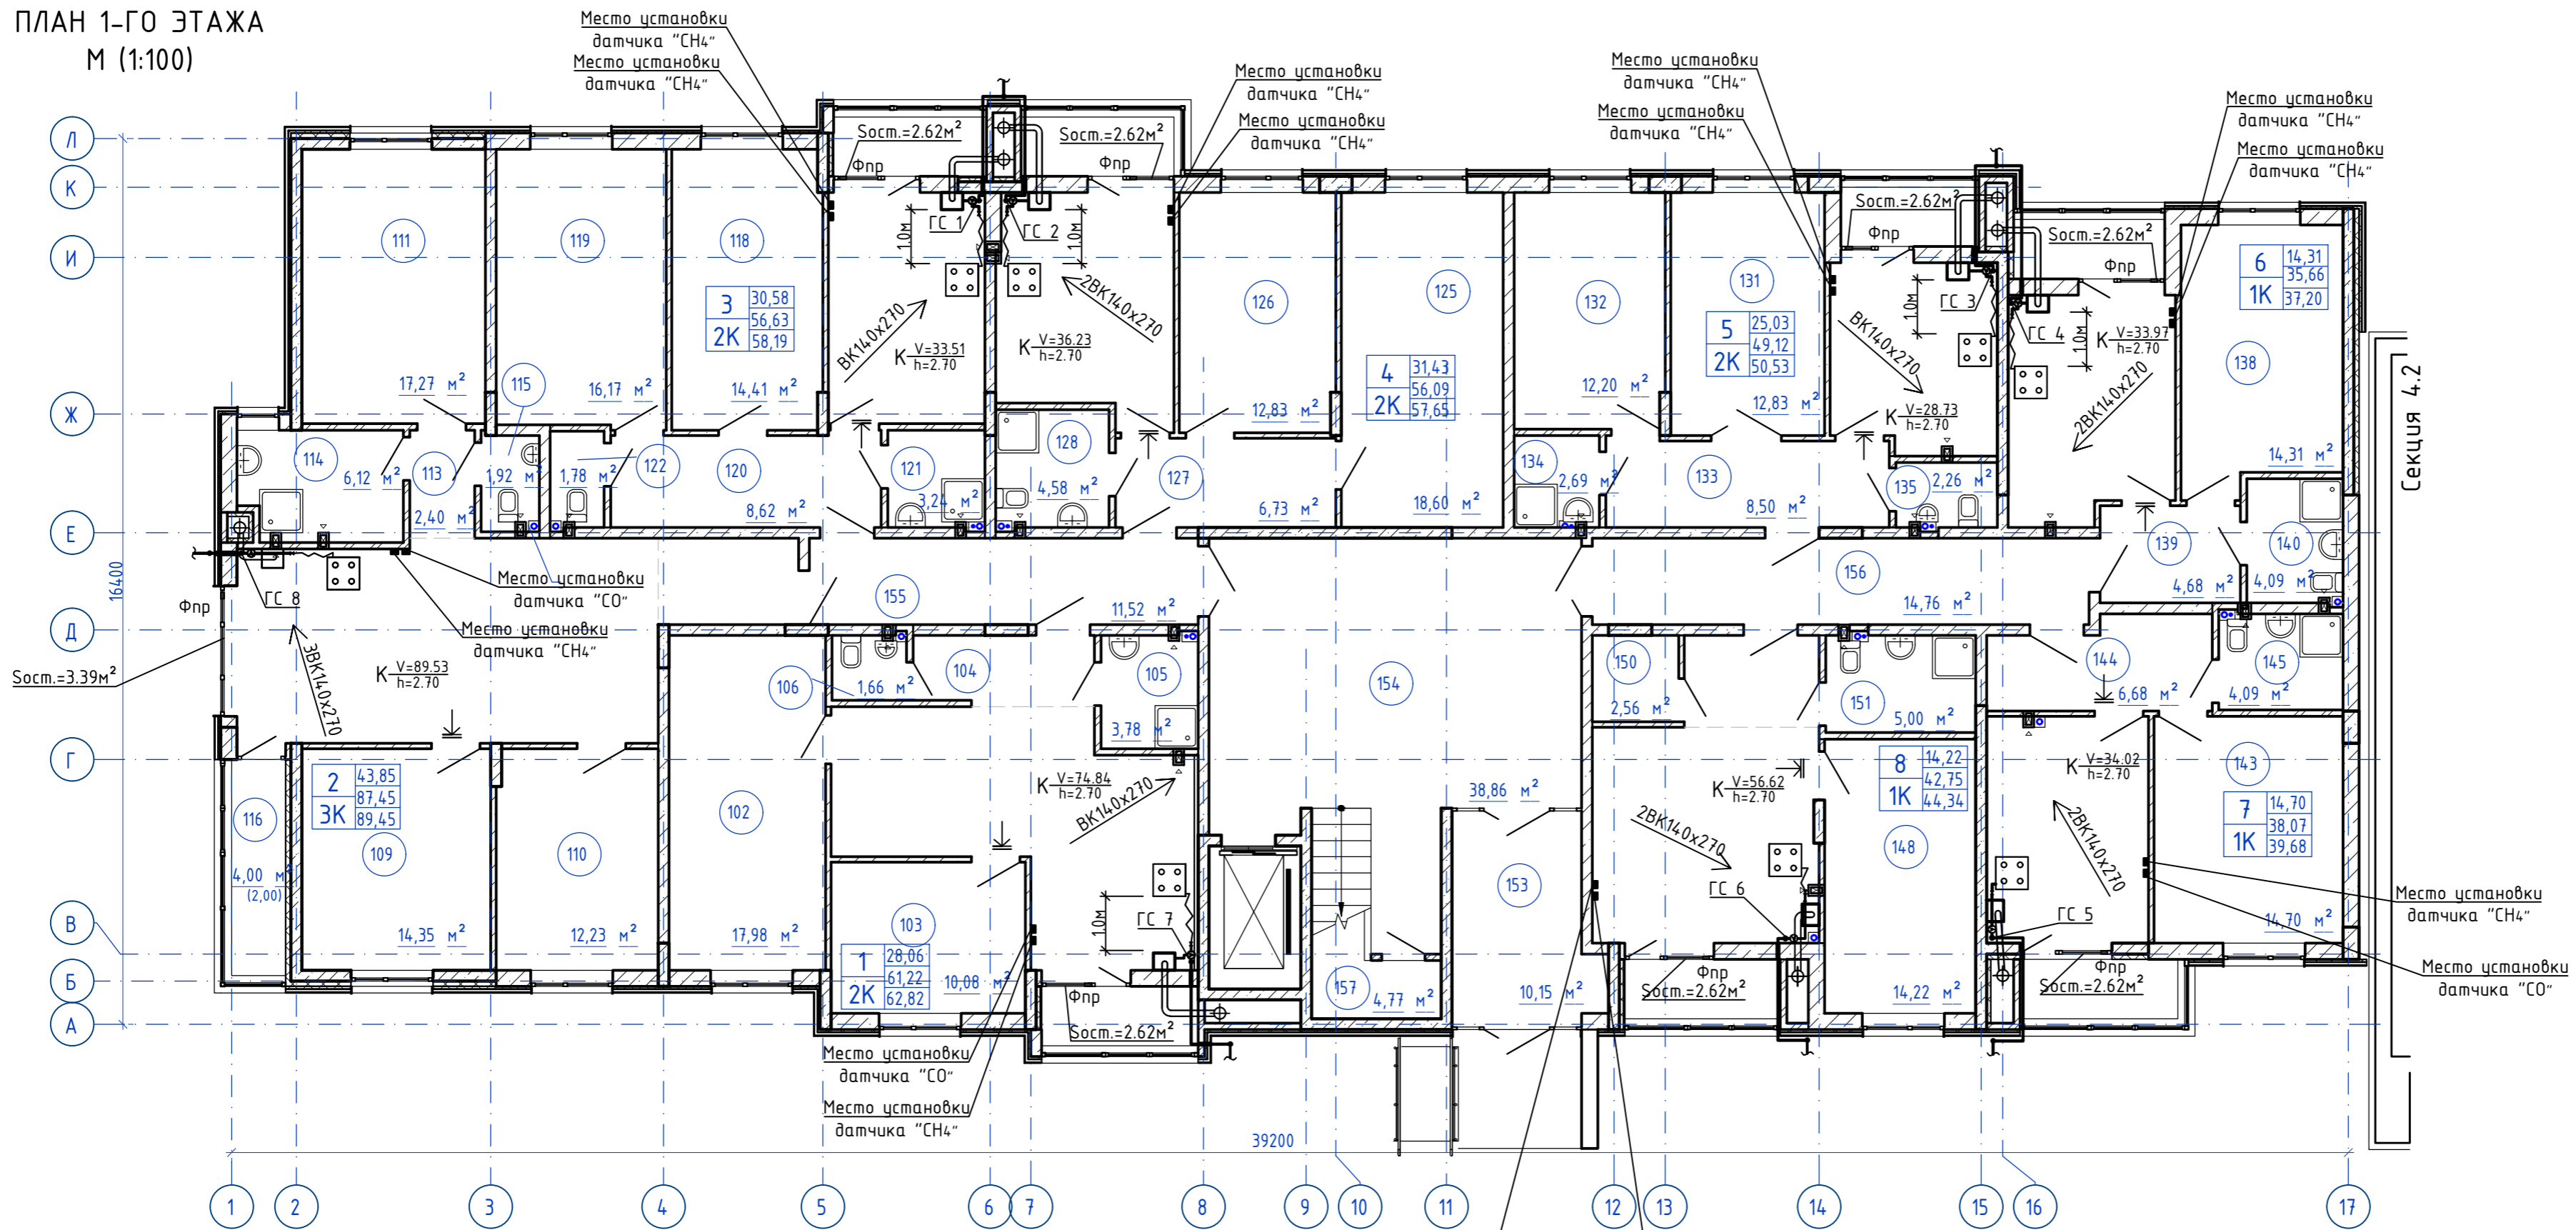 ПЛАН 1-ГО ЭТАЖА
М (1:100)
Место установки
датчика "СН4"
Место установки
датчика "СН4"
Место установки
датчика "СН4"
Место установки
датчика "СН4"
Место установки
датчика "СН4"
Место установки
датчика "СН4"
Место установки
датчика "СН4"
Место установки
датчика "СН4"
Л
К
И
Ж
Е
Д
Г
В
Б
А
16400
Sост.=2.62м²
Sост.=2.62м²
Фпр
Фпр
Sост.=2.62м²
Фпр
Sост.=2.62м²
Фпр
111
119
118
ГС 1
ГС 2
1.0м
1.0м
126
125
132
131
ГС 3
1.0м
ГС 4
1.0м
138
3
2К
30,58
56,63
58,19
ВК140х270
2ВК140х270
К V=33.51
h=2.70
К V=36.23
h=2.70
4
2К
31,43
56,09
57,65
5
2К
25,03
49,12
50,53
ВК140х270
К V=28.73
h=2.70
К V=33.97
h=2.70
2ВК140х270
6
1К
14,31
35,66
37,20
Секция 4.2
17,27 м²
115
16,17 м²
14,41 м²
12,83 м²
12,20 м²
12,83 м²
14,31 м²
114
6,12 м²
113
2,40 м²
1,92 м²
1,78 м²
122
120
8,62 м²
121
3,24 м²
128
4,58 м²
127
6,73 м²
18,60 м²
134
2,69 м²
133
8,50 м²
135
2,26 м²
139
4,68 м²
140
4,09 м²
ГС 8
Фпр
Место установки
датчика "СО"
Место установки
датчика "СН4"
155
11,52 м²
156
14,76 м²
Sост.=3.39м²
3ВК140х270
К V=89.53
h=2.70
106
1,66 м²
104
105
3,78 м²
154
38,86 м²
150
2,56 м²
151
5,00 м²
144
6,68 м²
145
4,09 м²
2
3К
43,85
87,45
89,45
116
4,00 м²
(2,00)
109
14,35 м²
110
12,23 м²
102
17,98 м²
К V=74.84
h=2.70
ВК140х270
103
10,08 м²
1
2К
28,06
61,22
62,82
1.0м
ГС 7
Фпр
Sост.=2.62м²
157
4,77 м²
153
10,15 м²
К V=56.62
h=2.70
2ВК140х270
ГС 6
Фпр
Sост.=2.62м²
8
1К
14,22
42,75
44,34
148
14,22 м²
К V=34.02
h=2.70
2ВК140х270
ГС 5
Фпр
Sост.=2.62м²
143
7
1К
14,70
38,07
39,68
14,70 м²
Место установки
датчика "СН4"
Место установки
датчика "СО"
Место установки
датчика "СО"
Место установки
датчика "СН4"
39200
1
2
3
4
5
6
7
8
9
10
11
12
13
14
15
16
17